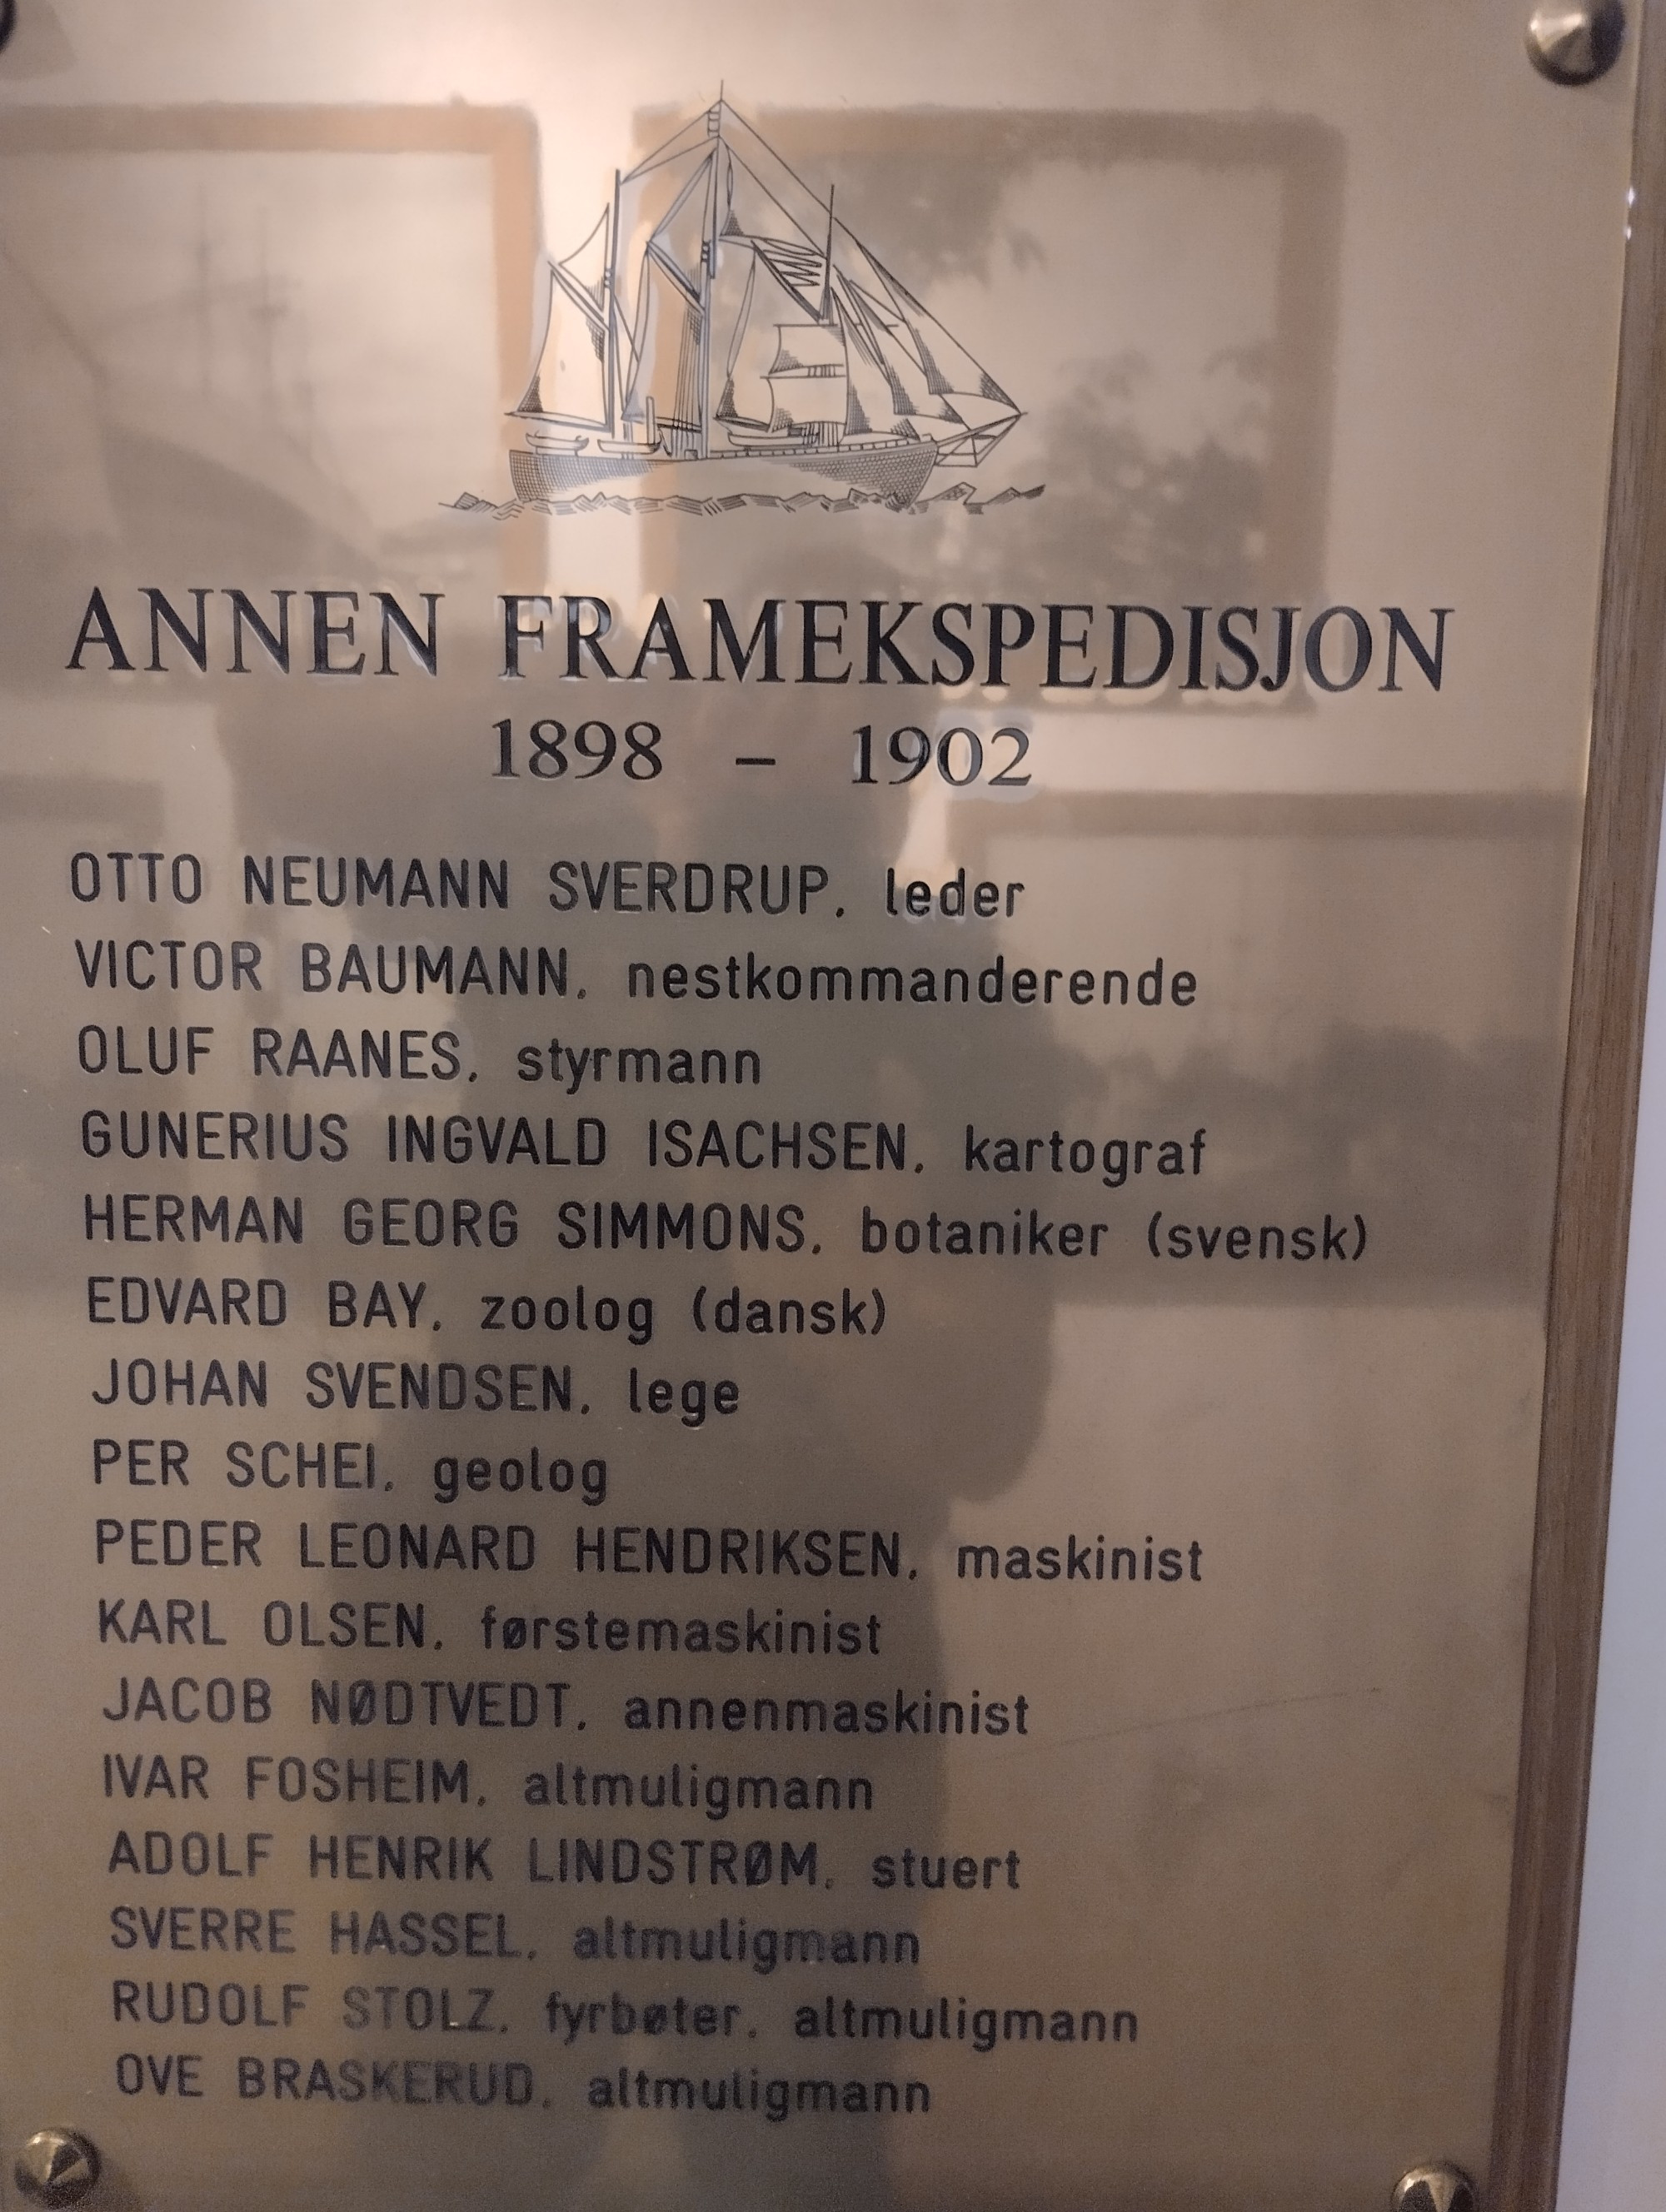 ANNEN FRAMEKSPEDISJON
1898 – 1902
OTTO NEUMANN SVERDRUP, leder
VICTOR BAUMANN, nestkommanderende
OLUF RAANES, styrmann
GUNERIUS INGVALD ISACHSEN, kartograf
HERMAN GEORG SIMMONS, botaniker (svensk)
EDVARD BAY, zoolog (dansk)
JOHAN SVENDSEN, lege
PER SCHEI, geolog
PEDER LEONARD HENDRIKSEN, maskinist
KARL OLSEN, førstemaskinist
JACOB NØDTVEDT, annenmaskinist
IVAR FOSHEIM, altmuligmann
ADOLF HENRIK LINDSTRØM, stuert
SVERRE HASSEL, altmuligmann
RUDOLF STOLZ, fyrbøter, altmuligmann
OVE BRASKERUD, altmuligmann